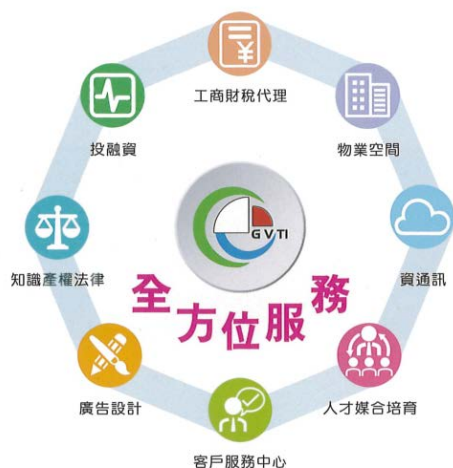 工商財稅代理
投融資
物業空間
GVTI
知識產權法律
資通訊
全方位服務
廣告設計
人才媒合培育
客戶服務中心